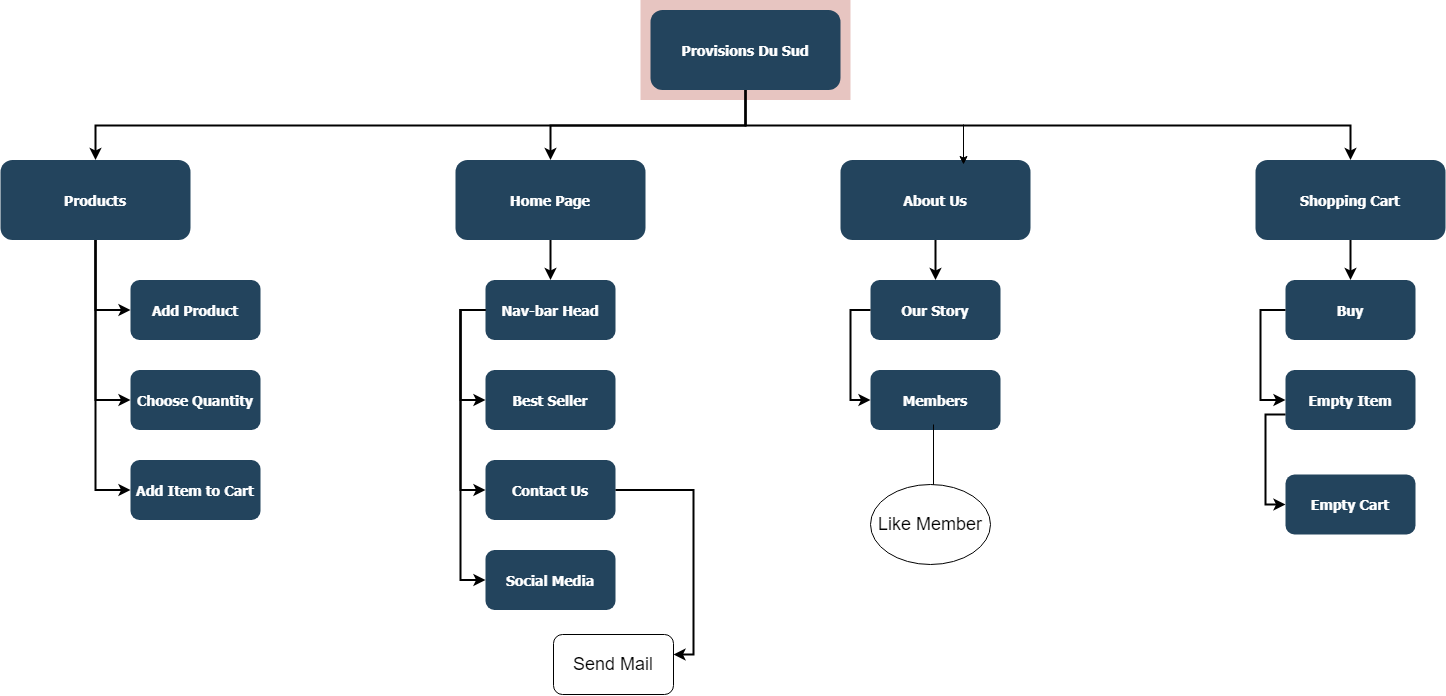 Provisions Du Sud
Products
Home Page
About Us
Shopping Cart
Add Product
Nav-bar Head
Our Story
Buy
Choose Quantity
Best Seller
Members
Empty Item
Add Item to Cart
Contact Us
Empty Cart
Like Member
Social Media
Send Mail